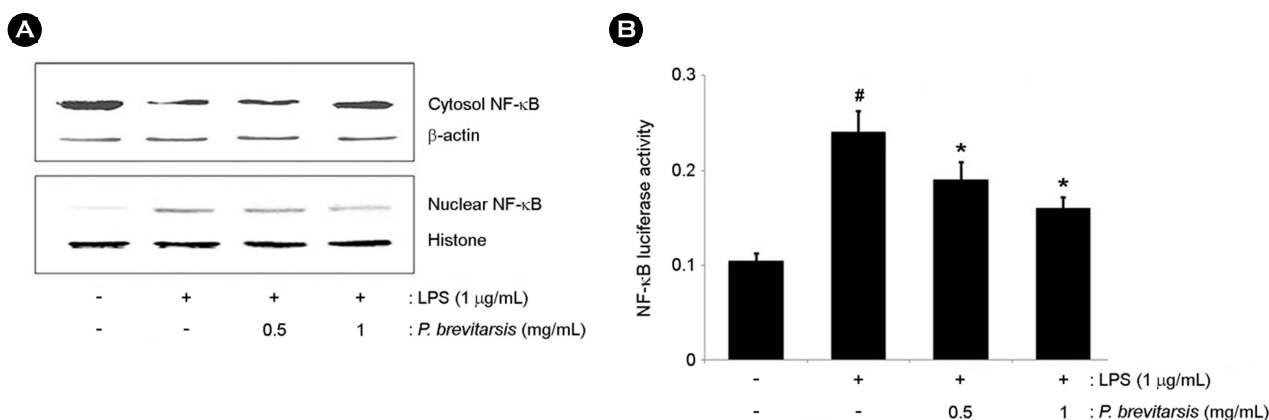 A
Cytosol NF-κB
β-actin
Nuclear NF-κB
Histone
- + + + : LPS (1 μg/mL)
- - 0.5 1 : P. brevitarsis (mg/mL)
B
NF-κB luciferase activity
0.3
0.2
0.1
0
#
*
*
- + + + : LPS (1 μg/mL)
- - 0.5 1 : P. brevitarsis (mg/mL)